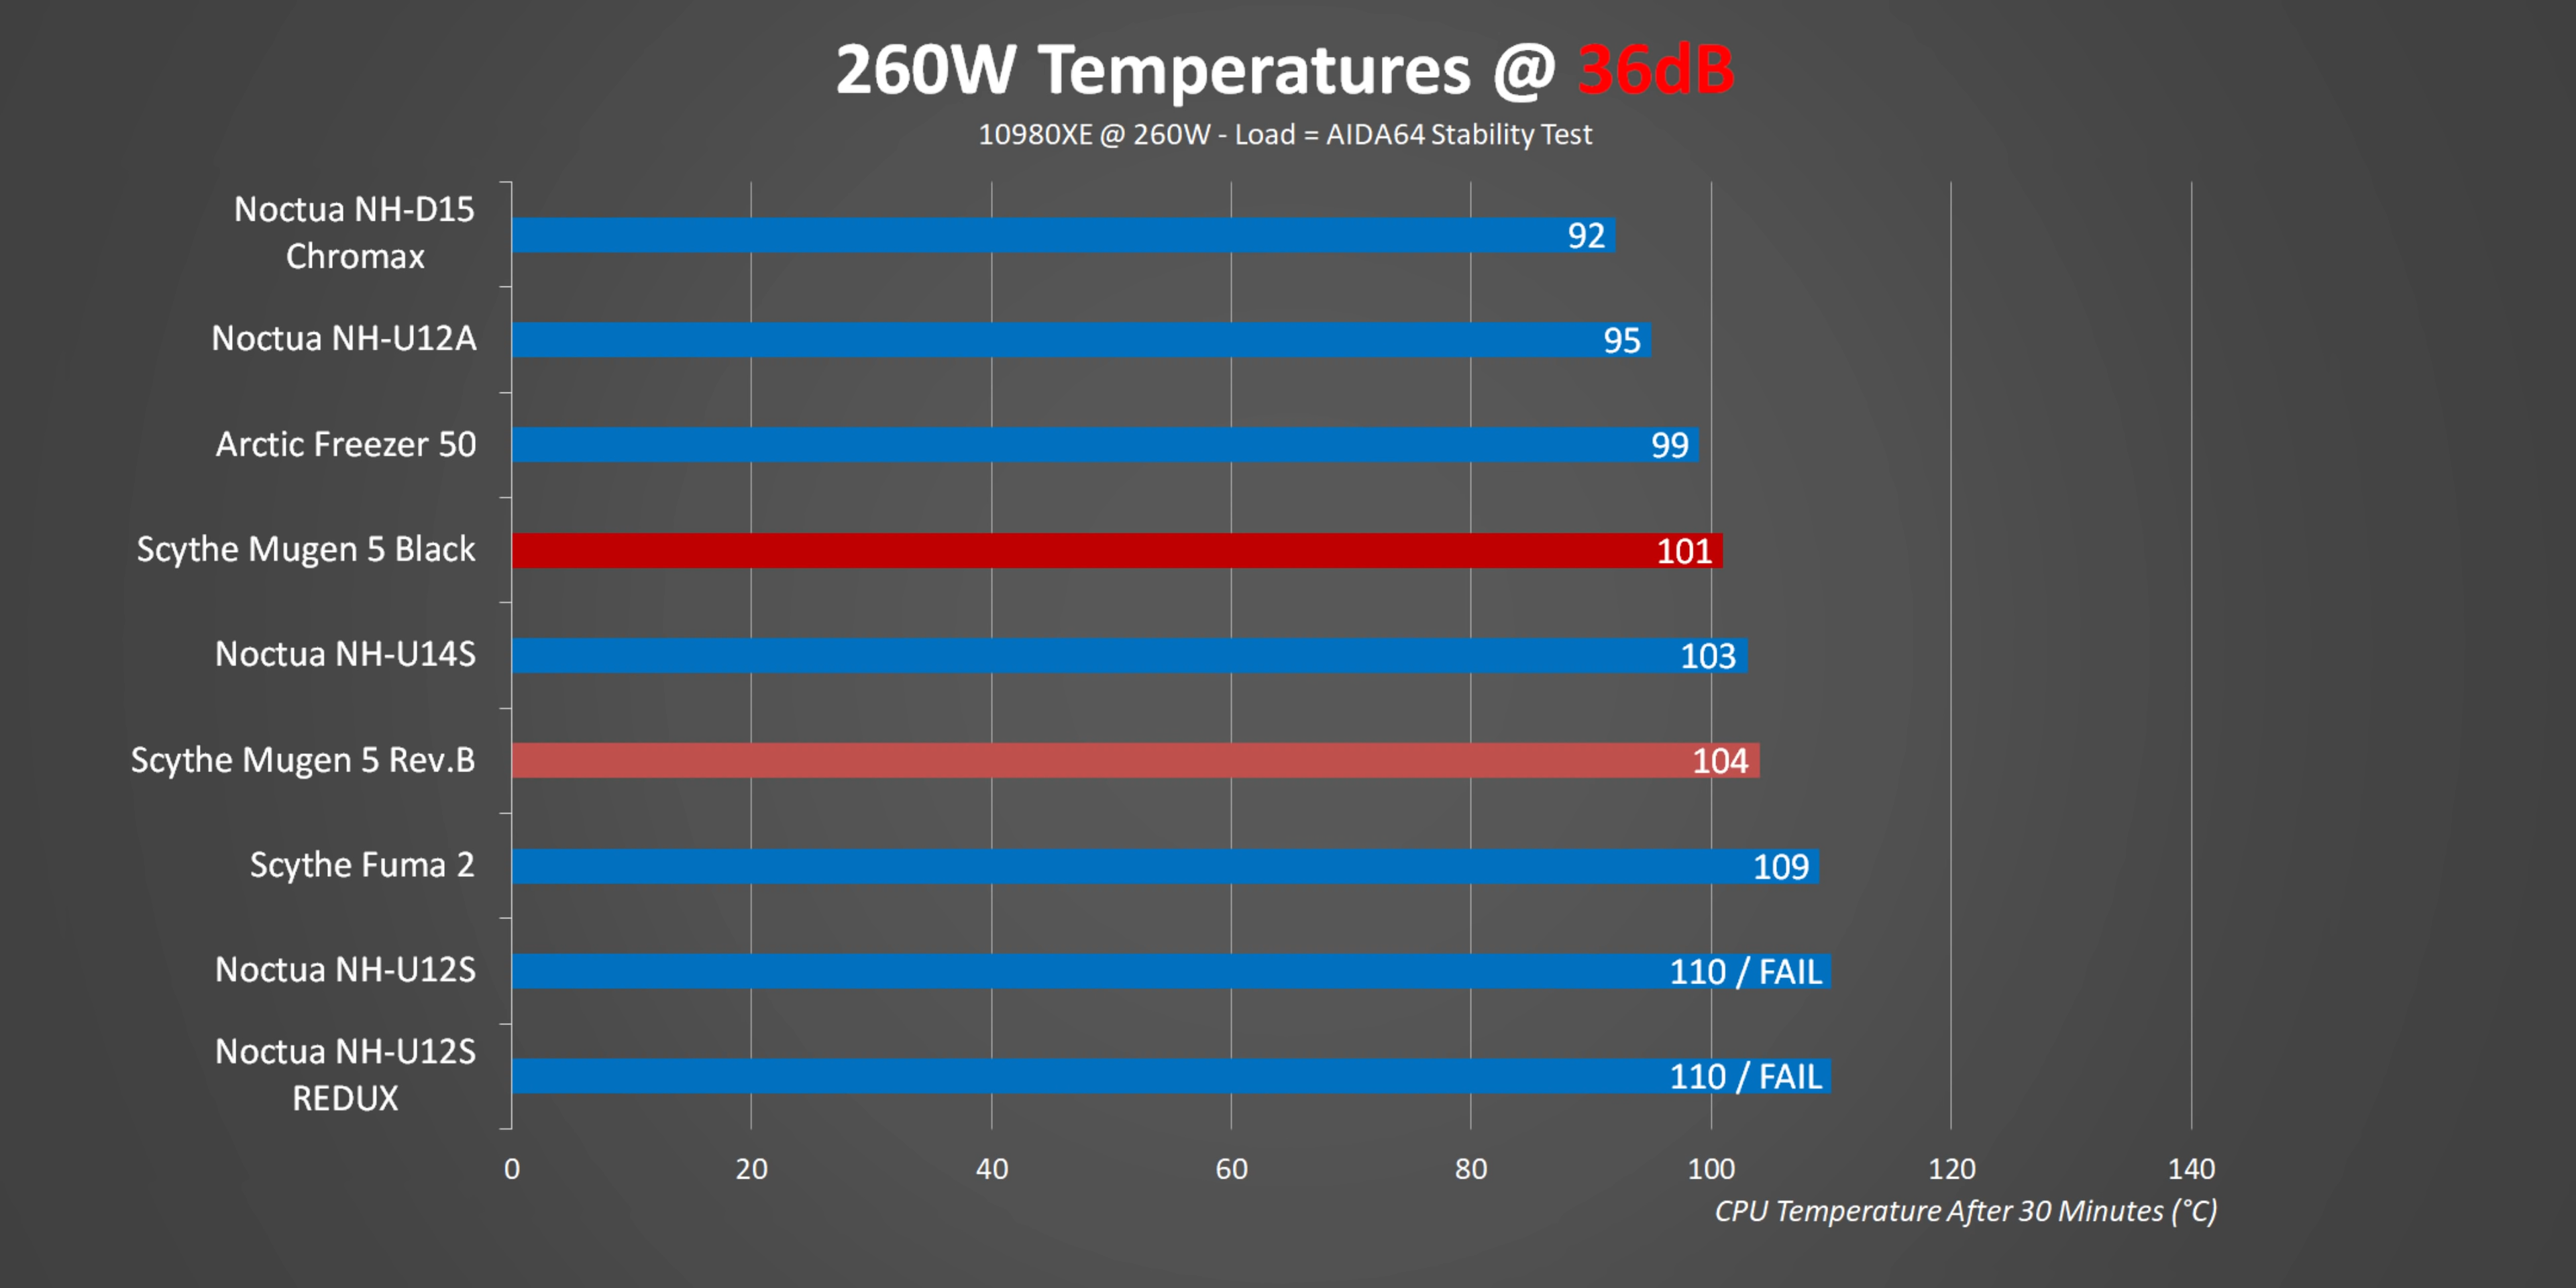 260W Temperatures @ 36dB
10980XE @ 260W - Load = AIDA64 Stability Test
Noctua NH-D15
Chromax
92
Noctua NH-U12A
95
Arctic Freezer 50
99
Scythe Mugen 5 Black
101
Noctua NH-U14S
103
Scythe Mugen 5 Rev.B
104
Scythe Fuma 2
109
Noctua NH-U12S
110 / FAIL
Noctua NH-U12S
REDUX
110 / FAIL
0 20 40 60 80 100 120 140
CPU Temperature After 30 Minutes (°C)